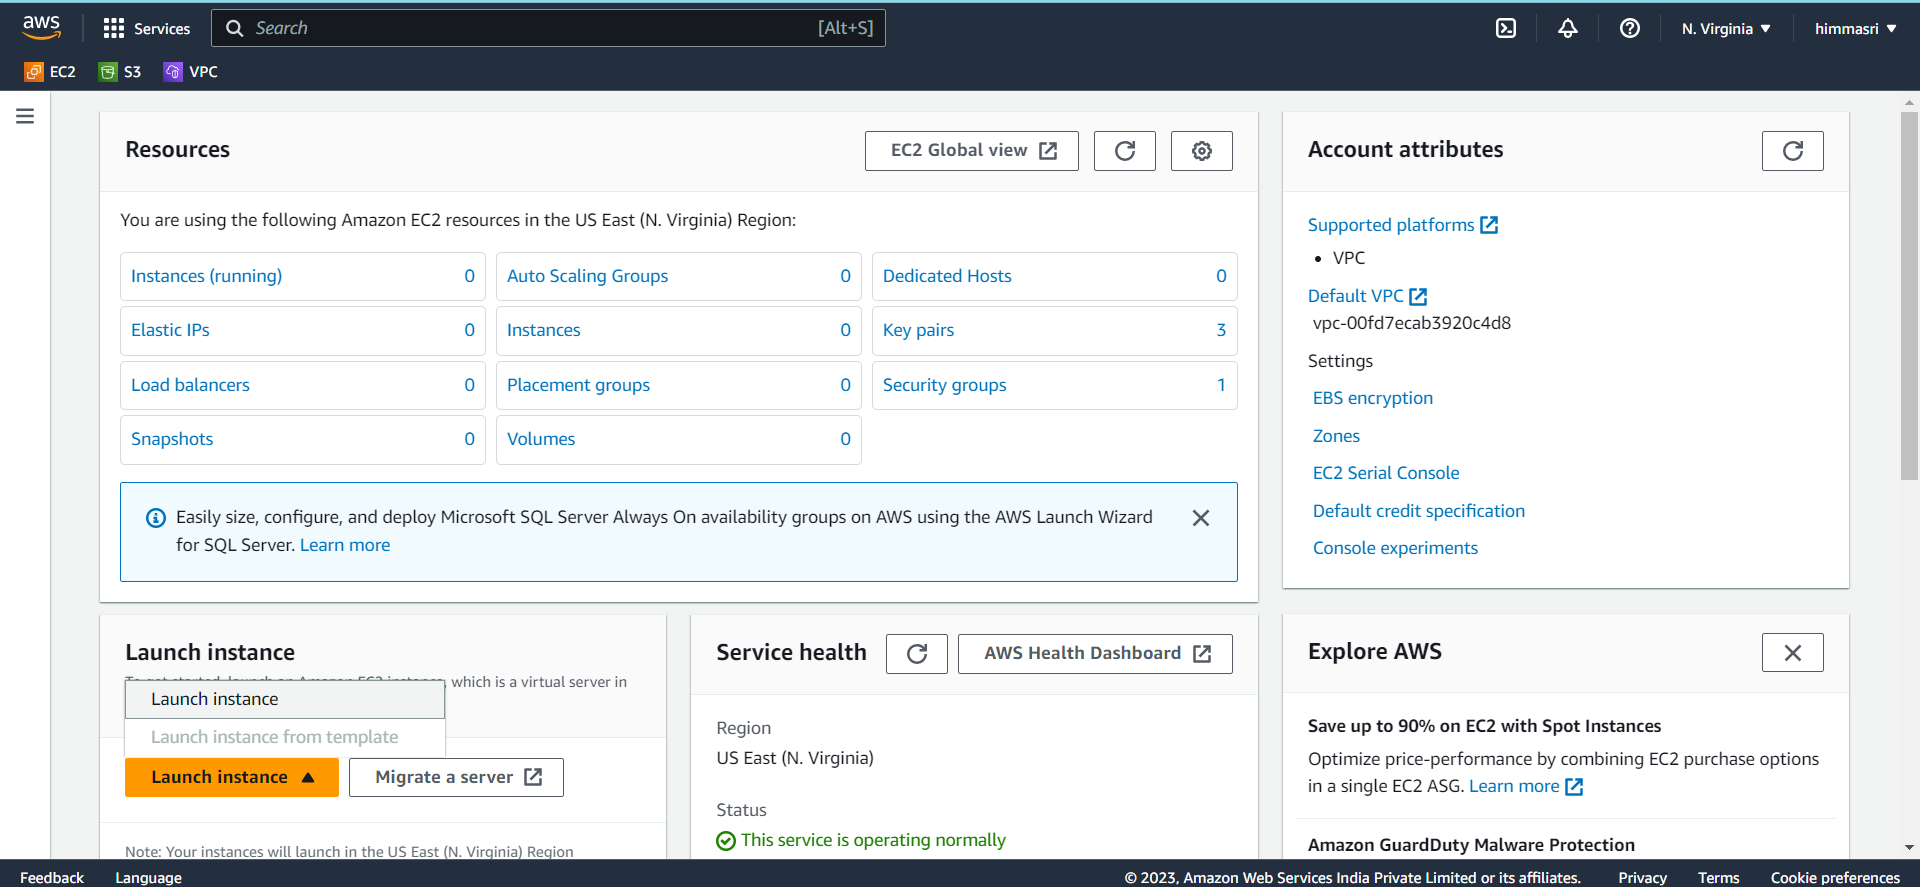 aws
Services
Search [Alt+S]
N. Virginia ▼
himmasri ▼
EC2
S3
VPC
Resources
EC2 Global view
You are using the following Amazon EC2 resources in the US East (N. Virginia) Region:
Instances (running) 0
Auto Scaling Groups 0
Dedicated Hosts 0
Elastic IPs 0
Instances 0
Key pairs 3
Load balancers 0
Placement groups 0
Security groups 1
Snapshots 0
Volumes 0
Easily size, configure, and deploy Microsoft SQL Server Always On availability groups on AWS using the AWS Launch Wizard
for SQL Server. Learn more
Account attributes
Supported platforms
• VPC
Default VPC
vpc-00fd7ecab3920c4d8
Settings
EBS encryption
Zones
EC2 Serial Console
Default credit specification
Console experiments
Launch instance
which is a virtual server in
Launch instance
Launch instance from template
Launch instance ▲
Migrate a server
Note: Your instances will launch in the US East (N. Virginia) Region
Service health
AWS Health Dashboard
Region
US East (N. Virginia)
Status
This service is operating normally
Explore AWS
Save up to 90% on EC2 with Spot Instances
Optimize price-performance by combining EC2 purchase options
in a single EC2 ASG. Learn more
Amazon GuardDuty Malware Protection
Feedback
Language
© 2023, Amazon Web Services India Private Limited or its affiliates.
Privacy
Terms
Cookie preferences